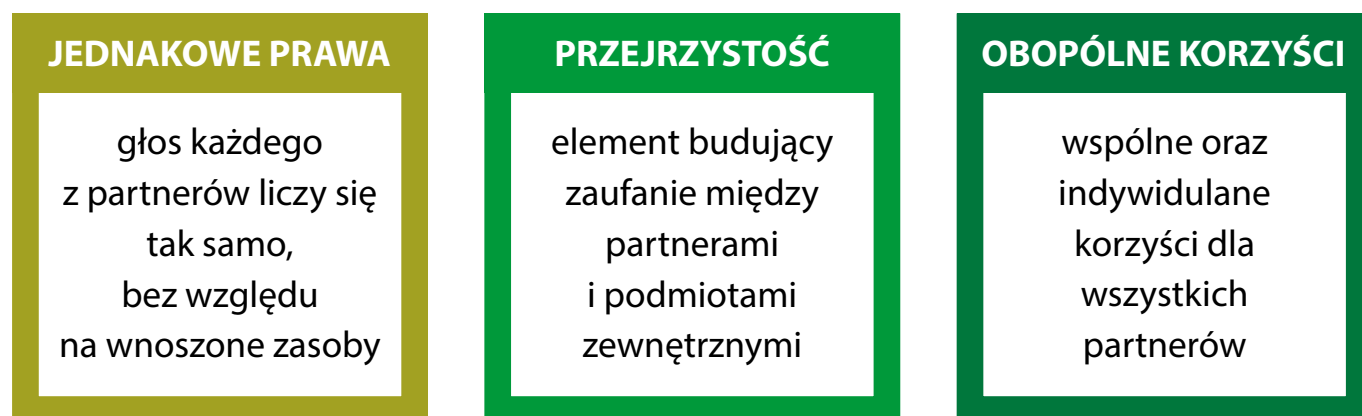 JEDNAKOWE PRAWA
głos każdego
z partnerów liczy się
tak samo,
bez względu
na wnoszone zasoby
PRZEJRZYSTOŚĆ
element budujący
zaufanie między
partnerami
i podmiotami
zewnętrznymi
OBOPÓLNE KORZYŚCI
wspólne oraz
indywidulane
korzyści dla
wszystkich
partnerów